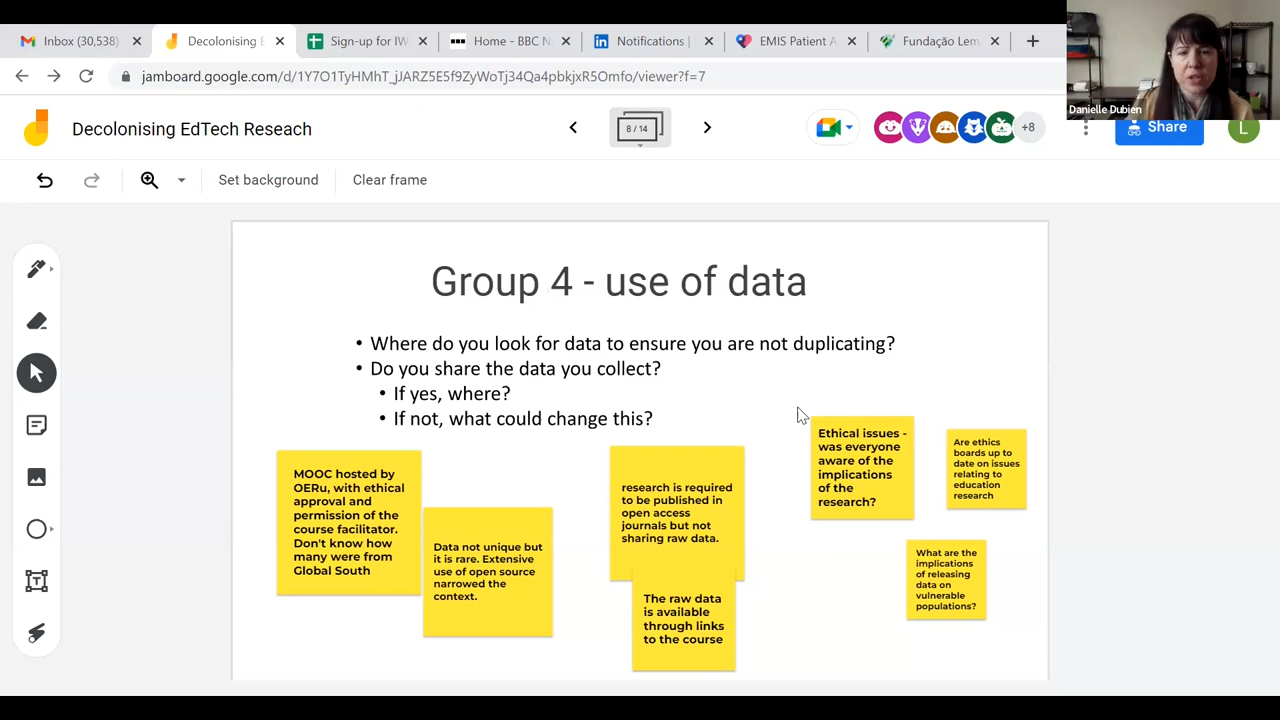 Inbox (30,538)
Decolonising E
Sign-up for IW
Home - BBC N
Notifications |
EMIS Patient A
Fundação Lem
jamboard.google.com/d/1Y7O1TyHMhT_jJARZ5E5f9ZyWoTj34Qa4pbkjxR5Omfo/viewer?f=7
Danielle Dubien
Decolonising EdTech Reseach
8 / 14
+8
Share
L
Set background
Clear frame
Group 4 - use of data
• Where do you look for data to ensure you are not duplicating?
• Do you share the data you collect?
• If yes, where?
• If not, what could change this?
MOOC hosted by
OERu, with ethical
approval and
permission of the
course facilitator.
Don't know how
many were from
Global South
Data not unique but
it is rare. Extensive
use of open source
narrowed the
context.
research is required
to be published in
open access
journals but not
sharing raw data.
The raw data
is available
through links
to the course
Ethical issues -
was everyone
aware of the
implications
of the
research?
Are ethics
boards up to
date on issues
relating to
education
research
What are the
implications
of releasing
data on
vulnerable
populations?